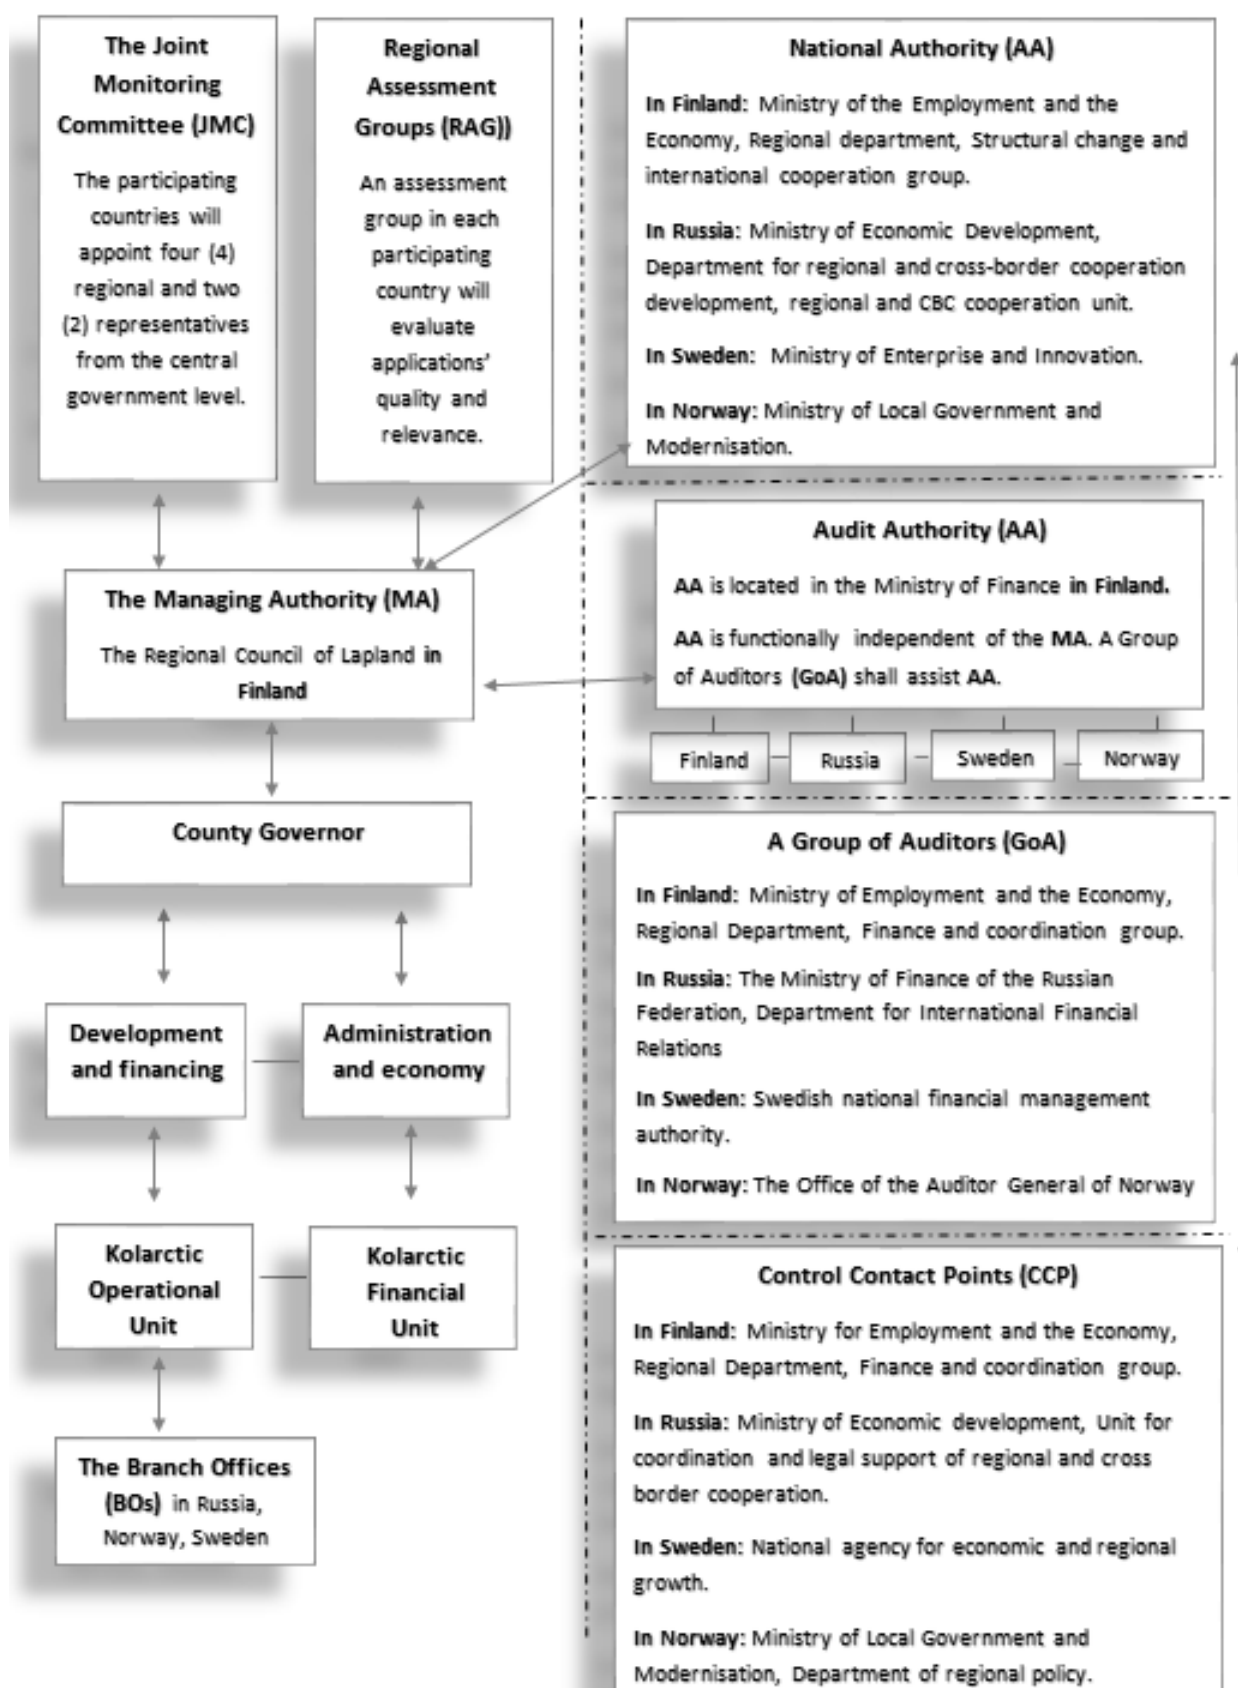 The Joint
Monitoring
Committee (JMC)
The participating
countries will
appoint four (4)
regional and two
(2) representatives
from the central
government level.
Regional
Assessment
Groups (RAG))
An assessment
group in each
participating
country will
evaluate
applications'
quality and
relevance.
The Managing Authority (MA)
The Regional Council of Lapland in
Finland
County Governor
Development
and financing
Administration
and economy
Kolarctic
Operational
Unit
Kolarctic
Financial
Unit
The Branch Offices
(BOs) in Russia,
Norway, Sweden
National Authority (AA)
In Finland: Ministry of the Employment and the
Economy, Regional department, Structural change and
international cooperation group.
In Russia: Ministry of Economic Development,
Department for regional and cross-border cooperation
development, regional and CBC cooperation unit.
In Sweden: Ministry of Enterprise and Innovation.
In Norway: Ministry of Local Government and
Modernisation.
Audit Authority (AA)
AA is located in the Ministry of Finance in Finland.
AA is functionally independent of the MA. A Group
of Auditors (GoA) shall assist AA.
Finland
Russia
Sweden
Norway
A Group of Auditors (GoA)
In Finland: Ministry of Employment and the Economy,
Regional Department, Finance and coordination group.
In Russia: The Ministry of Finance of the Russian
Federation, Department for International Financial
Relations
In Sweden: Swedish national financial management
authority.
In Norway: The Office of the Auditor General of Norway
Control Contact Points (CCP)
In Finland: Ministry for Employment and the Economy,
Regional Department, Finance and coordination group.
In Russia: Ministry of Economic development, Unit for
coordination and legal support of regional and cross
border cooperation.
In Sweden: National agency for economic and regional
growth.
In Norway: Ministry of Local Government and
Modernisation, Department of regional policy.